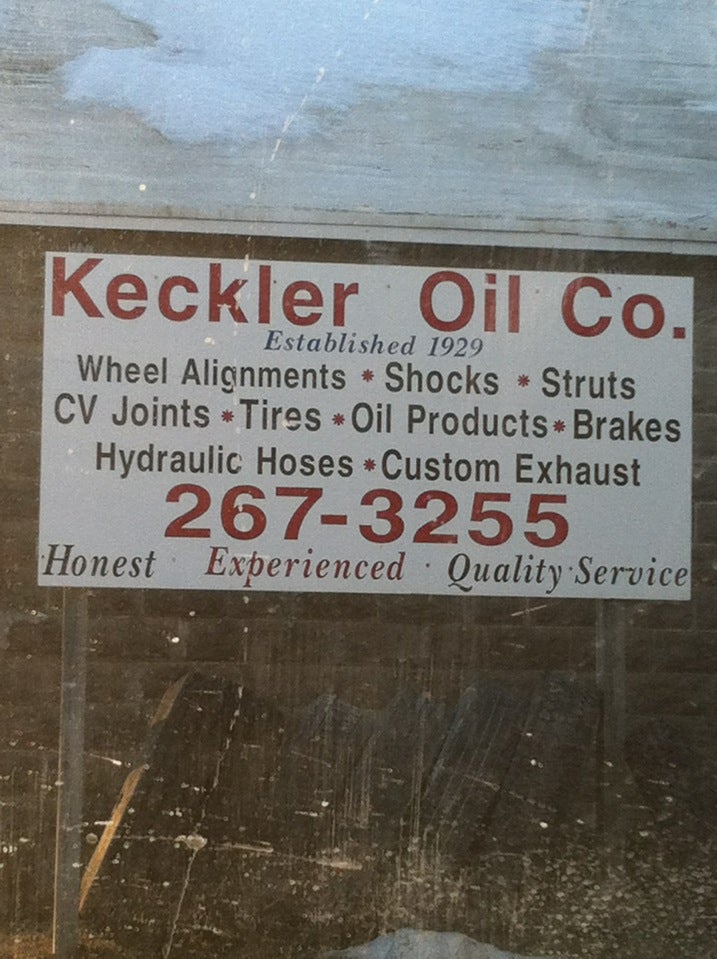 Keckler Oil Co.
Established 1929
Wheel Alignments * Shocks * Struts
CV Joints * Tires * Oil Products * Brakes
Hydraulic Hoses * Custom Exhaust
267-3255
Honest · Experienced · Quality Service